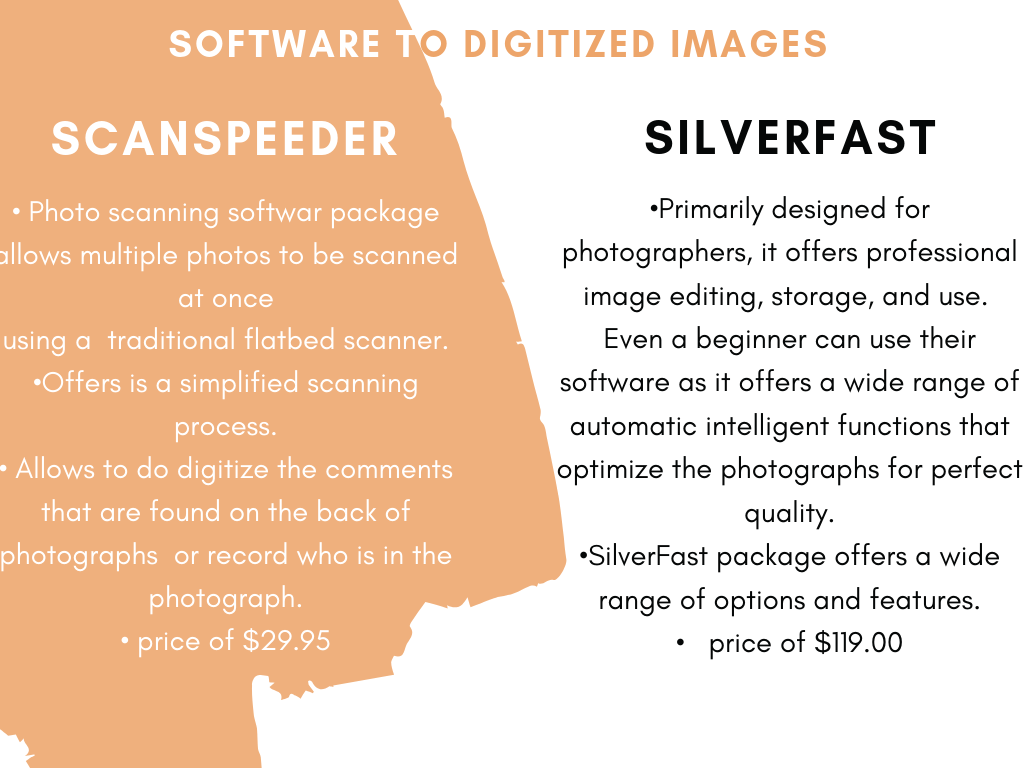 SOFTWARE TO DIGITIZED IMAGES
SCANSPEEDER
• Photo scanning softwar package
allows multiple photos to be scanned
at once
using a  traditional flatbed scanner.
•Offers is a simplified scanning
process.
• Allows to do digitize the comments
that are found on the back of
photographs  or record who is in the
photograph.
• price of $29.95
SILVERFAST
•Primarily designed for
photographers, it offers professional
image editing, storage, and use.
Even a beginner can use their
software as it offers a wide range of
automatic intelligent functions that
optimize the photographs for perfect
quality.
•SilverFast package offers a wide
range of options and features.
•  price of $119.00